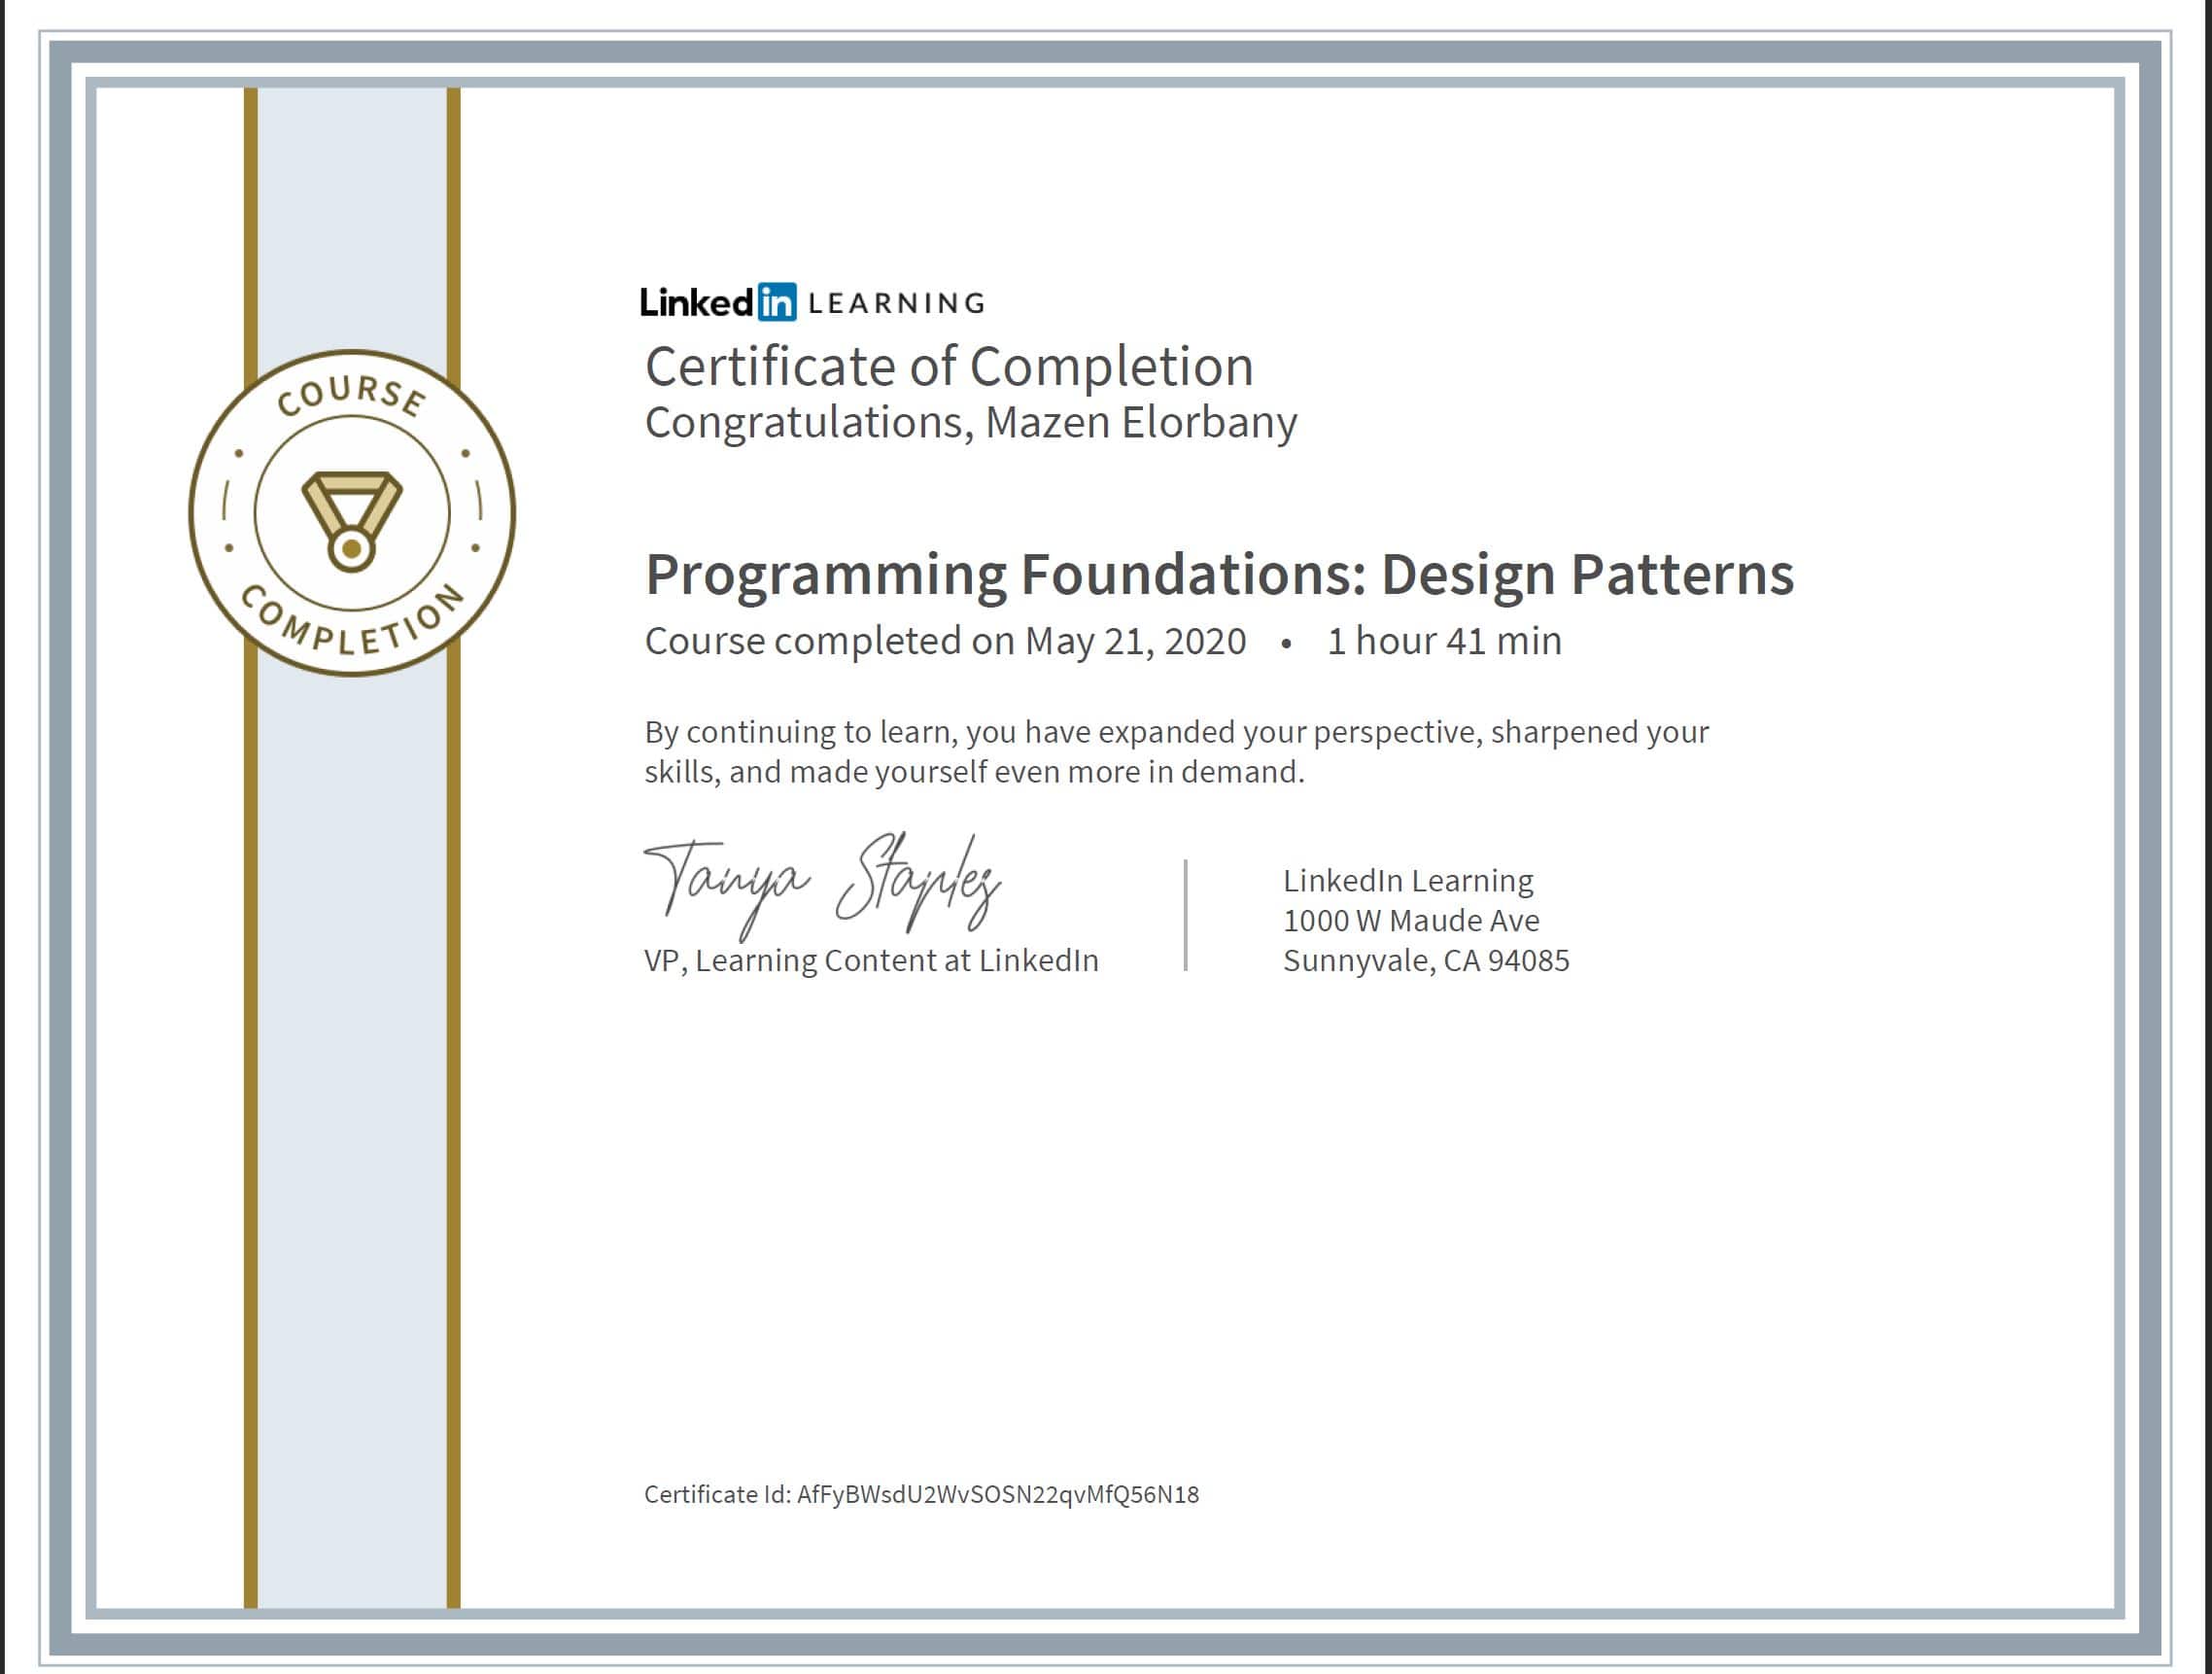 COURSE
COMPLETION
LinkedIn LEARNING
Certificate of Completion
Congratulations, Mazen Elorbany
Programming Foundations: Design Patterns
Course completed on May 21, 2020 • 1 hour 41 min
By continuing to learn, you have expanded your perspective, sharpened your
skills, and made yourself even more in demand.
Tanya Staples
VP, Learning Content at LinkedIn
LinkedIn Learning
1000 W Maude Ave
Sunnyvale, CA 94085
Certificate Id: AfFyBWsdU2WvSOSN22qvMfQ56N18